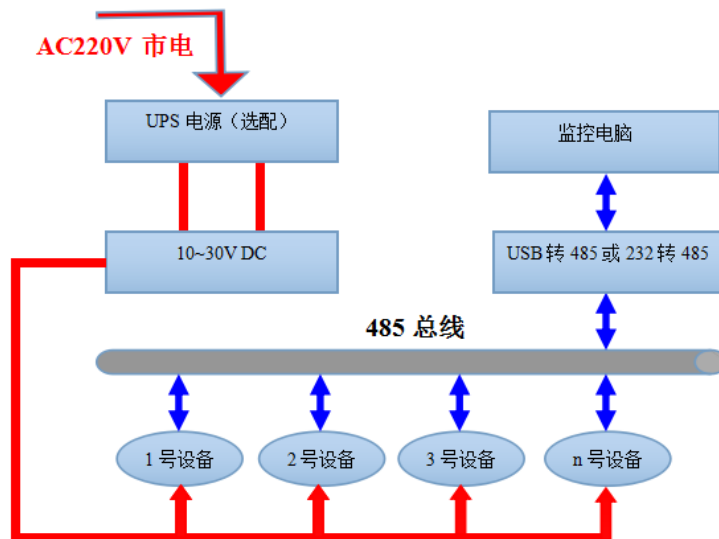 AC220V 市电
UPS 电源（选配）
监控电脑
10~30V DC
USB 转 485 或 232 转 485
485 总线
1 号设备
2 号设备
3 号设备
n 号设备